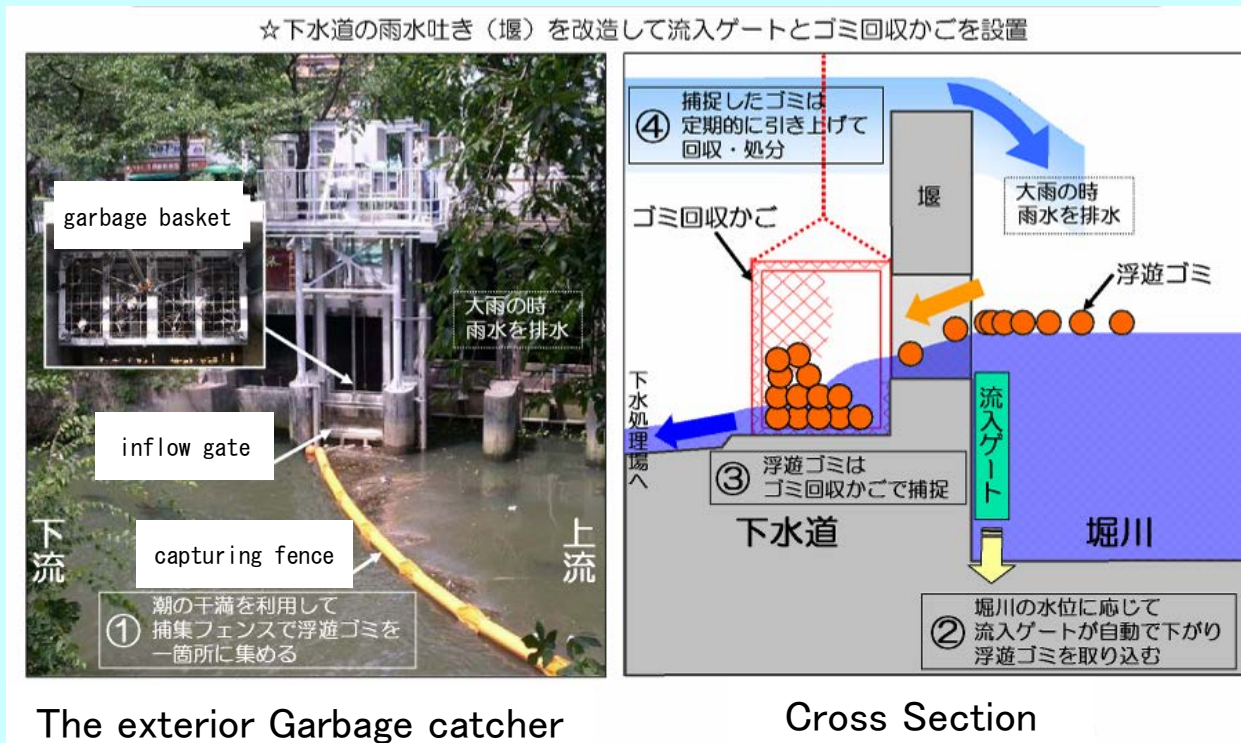 ☆下水道の雨水吐き（堰）を改造して流入ゲートとゴミ回収かごを設置
garbage basket
大雨の時
雨水を排水
inflow gate
capturing fence
下流
上流
①
潮の干満を利用して
捕集フェンスで浮遊ゴミを
一箇所に集める
The exterior Garbage catcher
④
捕捉したゴミは
定期的に引き上げて
回収・処分
堰
大雨の時
雨水を排水
ゴミ回収かご
浮遊ゴミ
下水処理場へ
流入ゲート
③
浮遊ゴミは
ゴミ回収かごで捕捉
下水道
堀川
②
堀川の水位に応じて
流入ゲートが自動で下がり
浮遊ゴミを取り込む
Cross Section